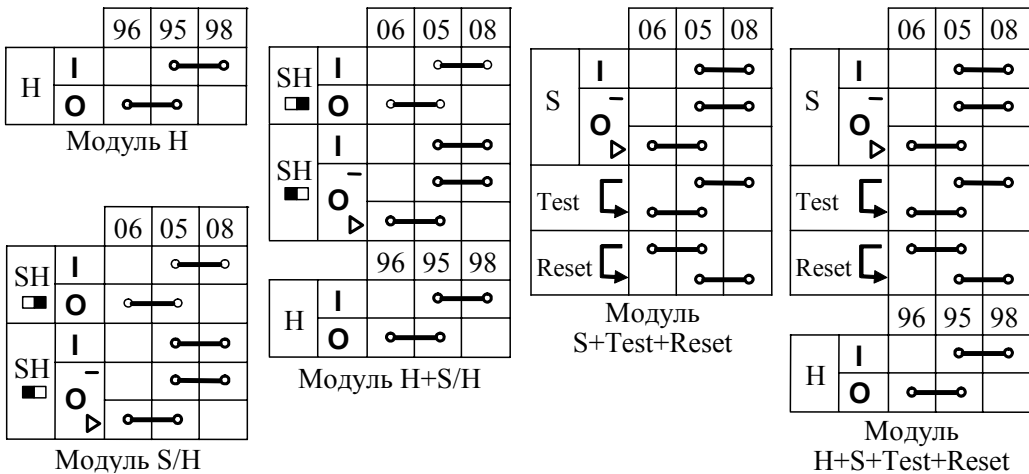 96 95 98
H I
O
Модуль H
06 05 08
SH I
O
SH I
O –
Модуль S/H
06 05 08
SH I
O
SH I
O –
96 95 98
H I
O
Модуль H+S/H
06 05 08
S I
O –
Test
Reset
Модуль
S+Test+Reset
06 05 08
S I
O –
Test
Reset
96 95 98
H I
O
Модуль
H+S+Test+Reset